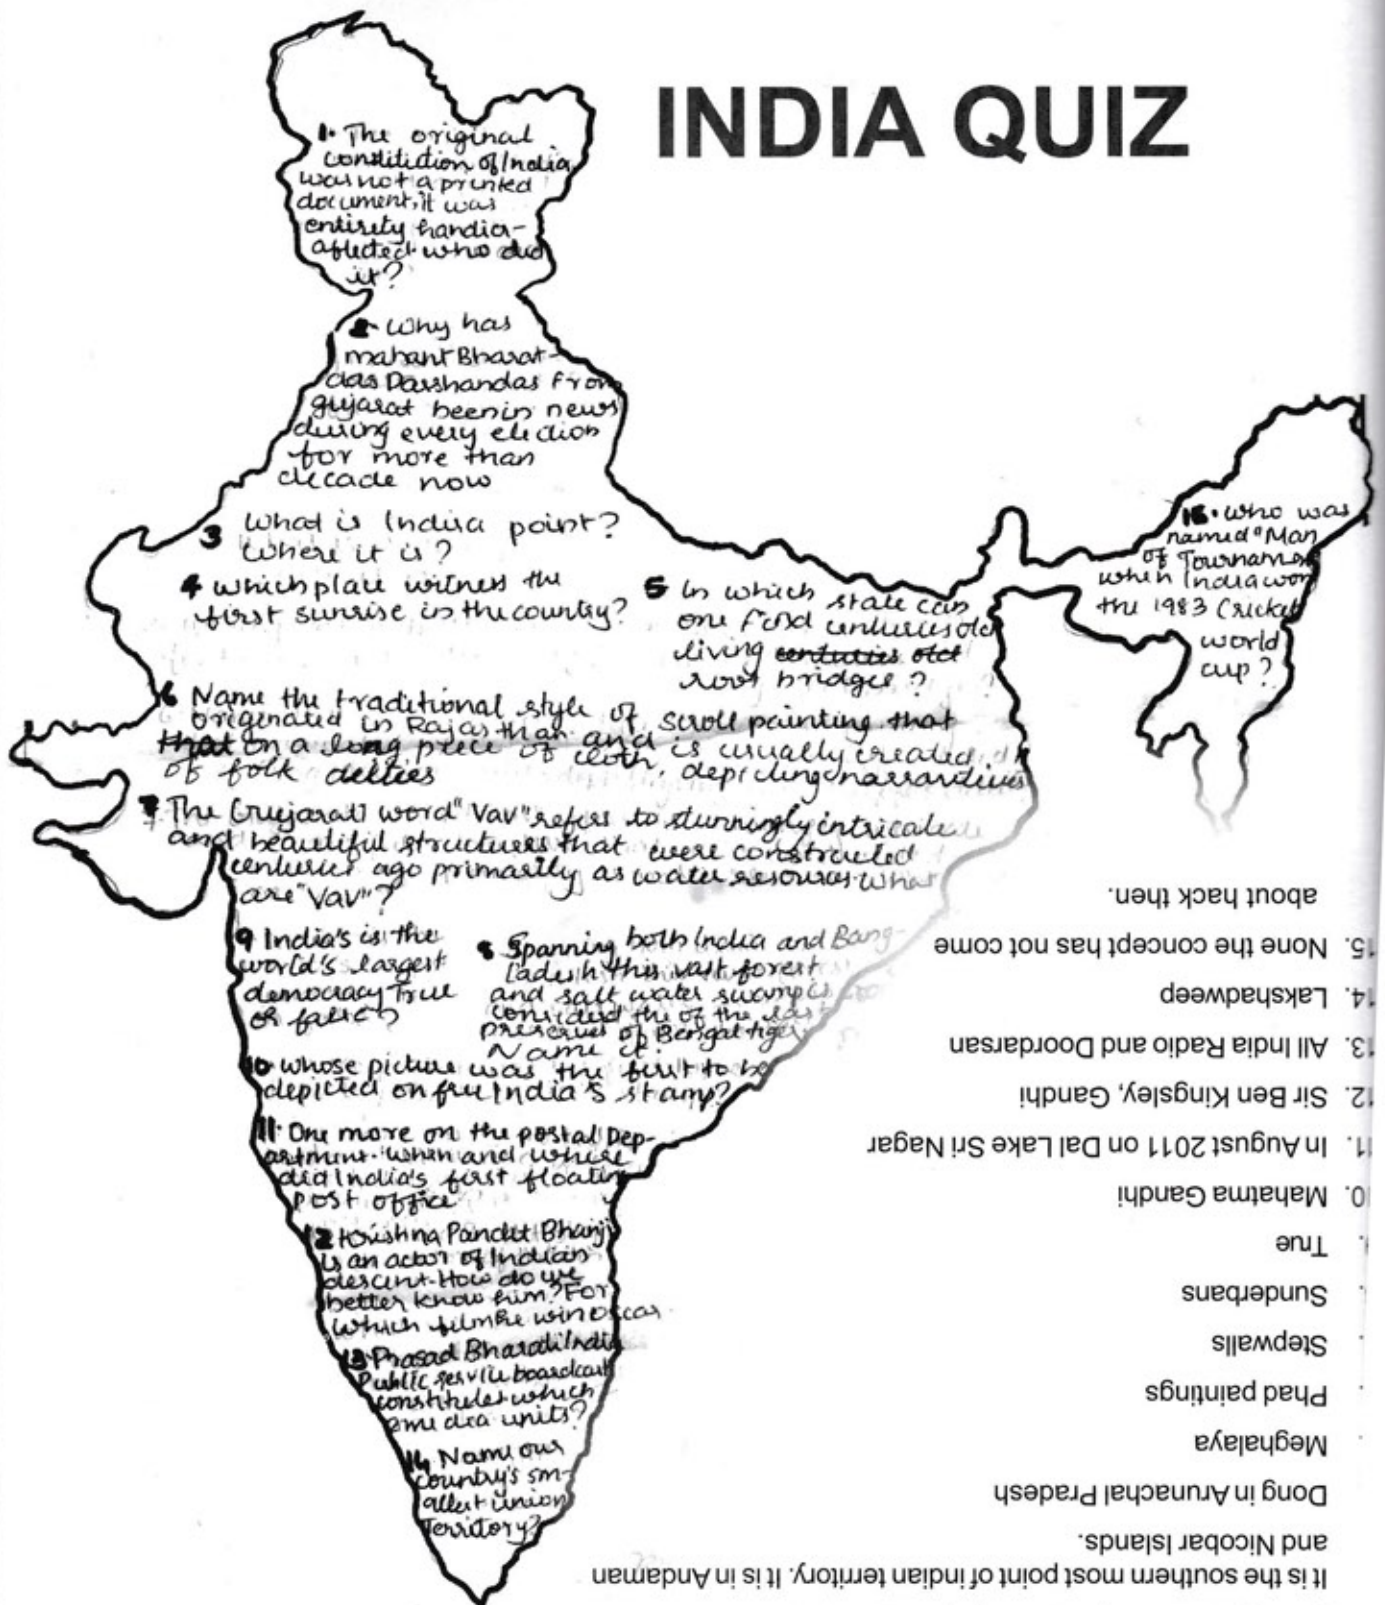 INDIA QUIZ
1. The original
constitution of India
was not a printed
document, it was
entirely handicr-
afleted who did
it?
2. Why has
mahant Bharat-
das Darshandas From
gujarat been in news
during every election
for more than
decade now
3 What is Indira point?
Where it is?
4 which place witness the
first sunrise in the country?
5 In which state can
one find centuries old
living centuries old
root bridge?
6 Name the traditional style of scroll painting that
originated in Rajasthan and is usually created
that on a long piece of cloth, depicting narratives
of folk deities
7 The Gujarati word "Vav" refers to stunningly intricate
and beautiful structures that were constructed
centuries ago primarily as water resources. what
are "Vav"?
9 India's is the
world's largest
democracy True
or false?
8 Spanning both India and Bang-
ladesh this vast forest
and salt water swamp is
considered the of the last
preserves of Bengal tiger
Name it.
10 whose picture was the first to be
depicted on free India's stamp?
11. One more on the postal Dep-
artment. when and where
did India's first floating
post office
12 Krishna Pandit Bhanji
is an actor of Indian
descent. How do we
better know him? For
which film he win oscar
13 Prasad Bharati India
Public service boardcast
constitutes which
2 media units?
14 Name our
country's sm-
allest union
Territory?
15. who was
named "Man
of Tournament
when India won
the 1983 Cricket
world
cup?
It is the southern most point of indian territory. It is in Andaman
and Nicobar Islands.
Dong in Arunachal Pradesh
Meghalaya
. Phad paintings
. Stepwalls
. Sunderbans
. True
0. Mahatma Gandhi
11. In August 2011 on Dal Lake Sri Nagar
12. Sir Ben Kingsley, Gandhi
13. All India Radio and Doordarsan
14. Lakshadweep
15. None the concept has not come
about hack then.